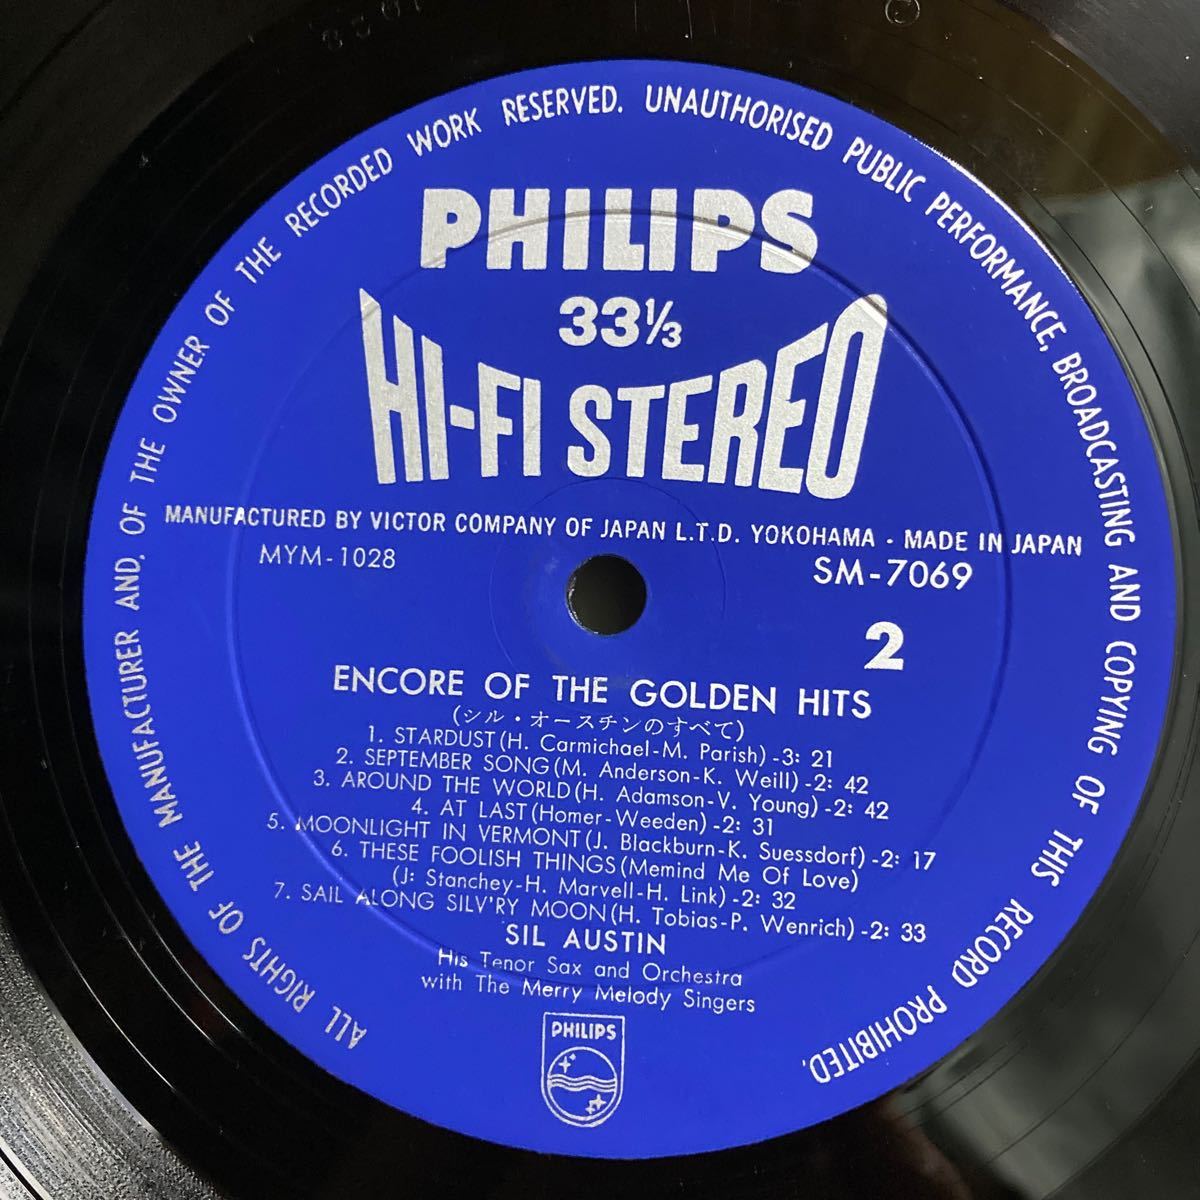 ALL RIGHTS OF THE MANUFACTURER AND, OF THE OWNER OF THE RECORDED WORK RESERVED. UNAUTHORISED PUBLIC PERFORMANCE, BROADCASTING AND COPYING OF THIS RECORD PROHIBITED.
PHILIPS
33⅓
HI-FI STEREO
MANUFACTURED BY VICTOR COMPANY OF JAPAN L.T.D. YOKOHAMA - MADE IN JAPAN
MYM-1028 SM-7069
2
ENCORE OF THE GOLDEN HITS
(シル・オースチンのすべて)
1. STARDUST(H. Carmichael-M. Parish)-3: 21
2. SEPTEMBER SONG(M. Anderson-K. Weill)-2: 42
3. AROUND THE WORLD(H. Adamson-V. Young)-2: 42
4. AT LAST(Homer-Weeden)-2: 31
5. MOONLIGHT IN VERMONT(J. Blackburn-K. Suessdorf)-2: 17
6. THESE FOOLISH THINGS(Memind Me Of Love)
(J: Stanchey-H. Marvell-H. Link)-2: 32
7. SAIL ALONG SILV'RY MOON(H. Tobias-P. Wenrich)-2: 33
SIL AUSTIN
His Tenor Sax and Orchestra
with The Merry Melody Singers
PHILIPS